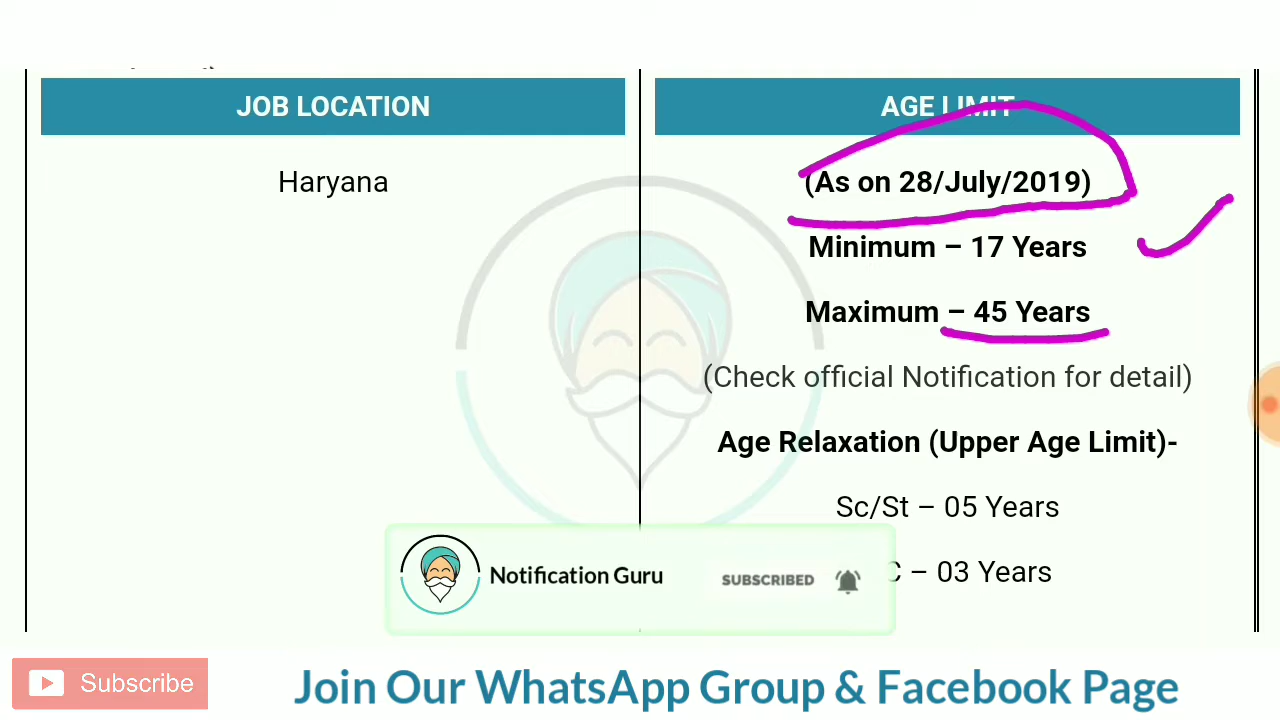 JOB LOCATION
AGE LIMIT
Haryana
(As on 28/July/2019)
Minimum – 17 Years
Maximum – 45 Years
(Check official Notification for detail)
Age Relaxation (Upper Age Limit)-
Sc/St – 05 Years
C – 03 Years
Notification Guru
SUBSCRIBED
Subscribe
Join Our WhatsApp Group & Facebook Page